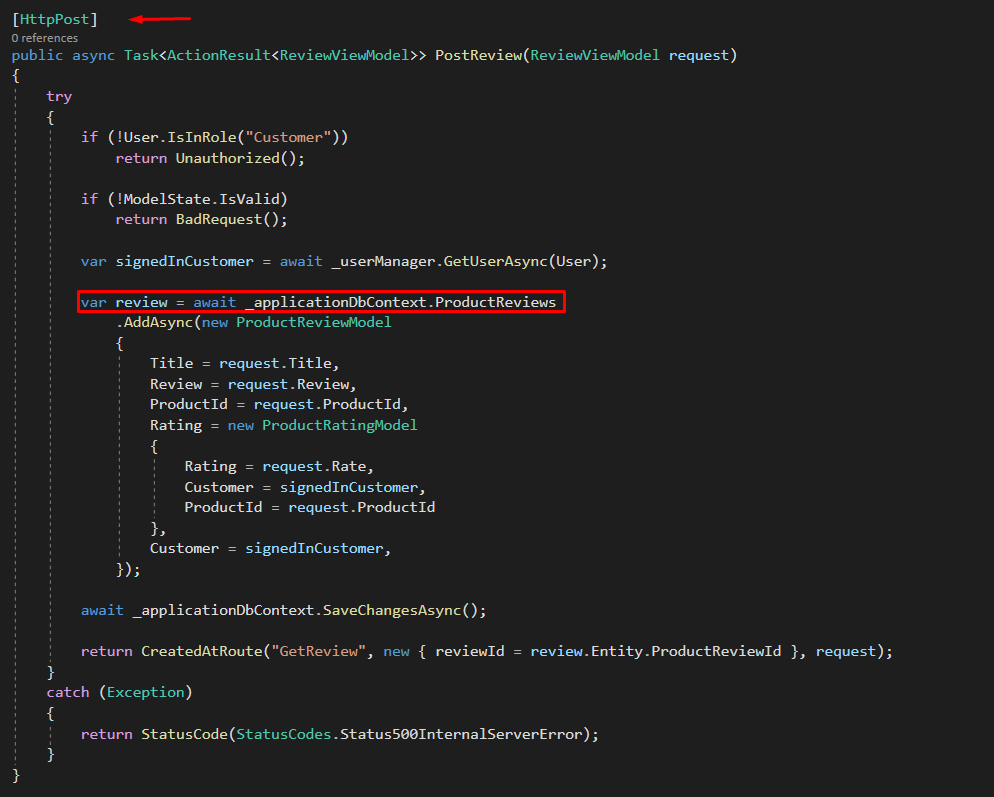 [HttpPost]
0 references
public async Task<ActionResult<ReviewViewModel>> PostReview(ReviewViewModel request)
{
try
{
if (!User.IsInRole("Customer"))
return Unauthorized();
if (!ModelState.IsValid)
return BadRequest();
var signedInCustomer = await _userManager.GetUserAsync(User);
var review = await _applicationDbContext.ProductReviews
.AddAsync(new ProductReviewModel
{
Title = request.Title,
Review = request.Review,
ProductId = request.ProductId,
Rating = new ProductRatingModel
{
Rating = request.Rate,
Customer = signedInCustomer,
ProductId = request.ProductId
},
Customer = signedInCustomer,
});
await _applicationDbContext.SaveChangesAsync();
return CreatedAtRoute("GetReview", new { reviewId = review.Entity.ProductReviewId }, request);
}
catch (Exception)
{
return StatusCode(StatusCodes.Status500InternalServerError);
}
}